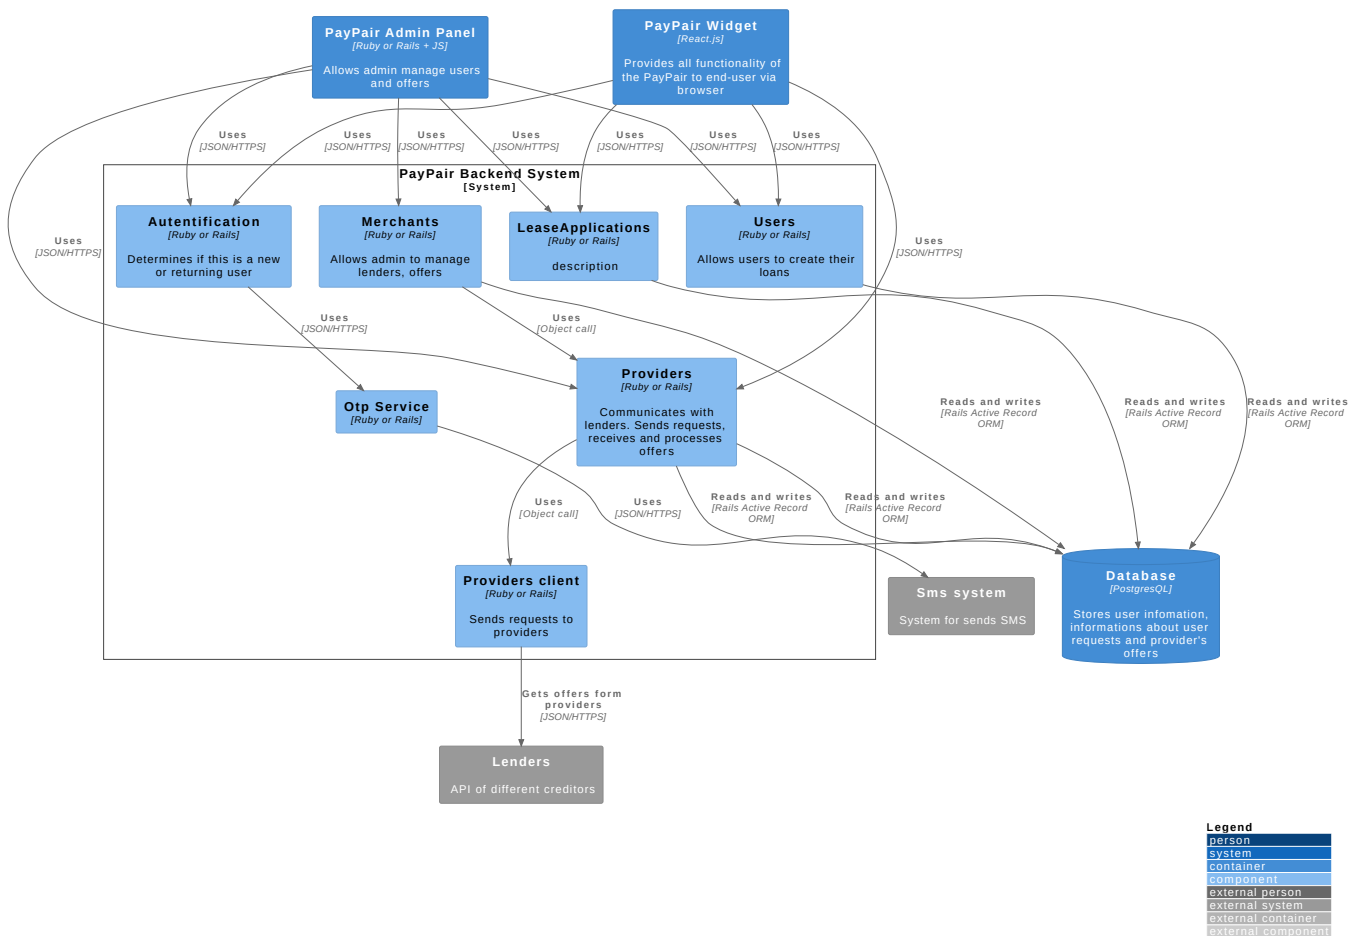 PayPair Admin Panel
[Ruby or Rails + JS]
Allows admin manage users
and offers
PayPair Widget
[React.js]
Provides all functionality of
the PayPair to end-user via
browser
Uses
[JSON/HTTPS]
Uses
[JSON/HTTPS]
Uses
[JSON/HTTPS]
Uses
[JSON/HTTPS]
Uses
[JSON/HTTPS]
Uses
[JSON/HTTPS]
Uses
[JSON/HTTPS]
PayPair Backend System
[System]
Autentification
[Ruby or Rails]
Determines if this is a new
or returning user
Merchants
[Ruby or Rails]
Allows admin to manage
lenders, offers
LeaseApplications
[Ruby or Rails]
description
Users
[Ruby or Rails]
Allows users to create their
loans
Uses
[JSON/HTTPS]
Uses
[JSON/HTTPS]
Uses
[JSON/HTTPS]
Uses
[Object call]
Otp Service
[Ruby or Rails]
Providers
[Ruby or Rails]
Communicates with
lenders. Sends requests,
receives and processes
offers
Reads and writes
[Rails Active Record
ORM]
Reads and writes
[Rails Active Record
ORM]
Reads and writes
[Rails Active Record
ORM]
Uses
[Object call]
Uses
[JSON/HTTPS]
Reads and writes
[Rails Active Record
ORM]
Reads and writes
[Rails Active Record
ORM]
Providers client
[Ruby or Rails]
Sends requests to
providers
Sms system
System for sends SMS
Database
[PostgresQL]
Stores user infomation,
informations about user
requests and provider's
offers
Gets offers form
providers
[JSON/HTTPS]
Lenders
API of different creditors
Legend
person
system
container
component
external person
external system
external container
external component